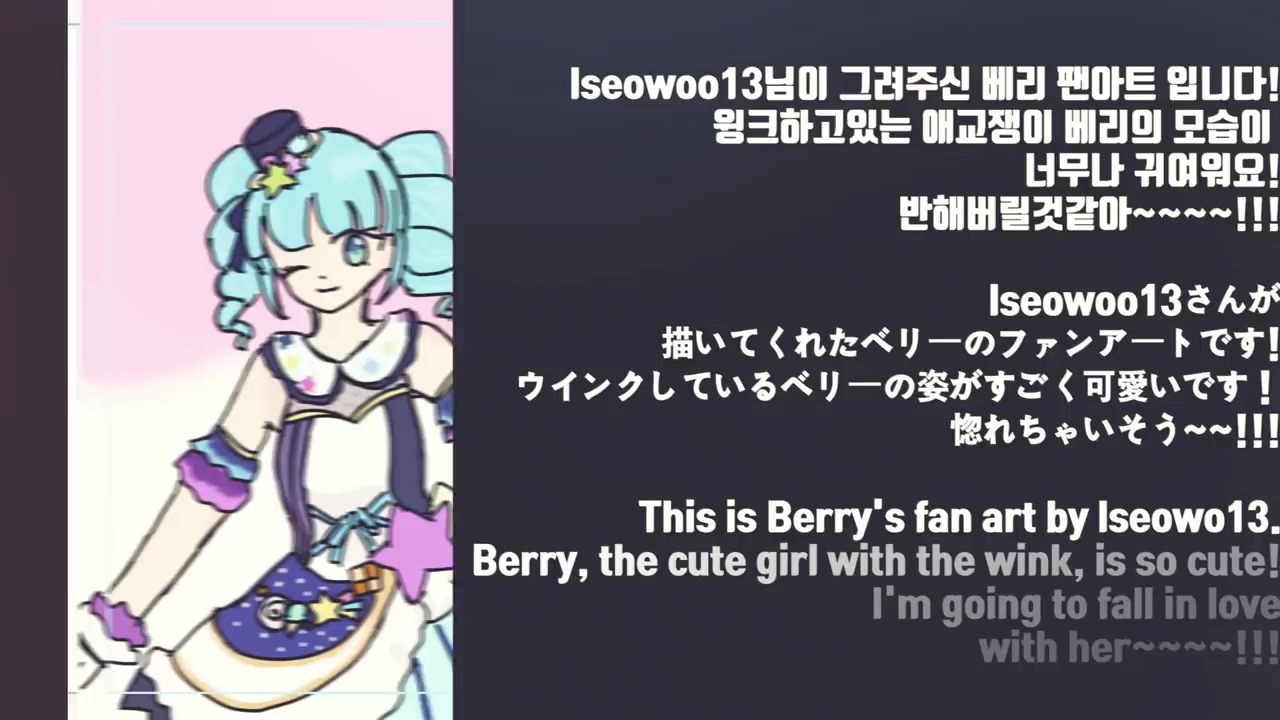 lseowoo13님이 그려주신 베리 팬아트 입니다!
윙크하고있는 애교쟁이 베리의 모습이
너무나 귀여워요!
반해버릴것같아~~~~!!!
lseowoo13さんが
描いてくれたベリーのファンアートです!
ウインクしているベリーの姿がすごく可愛いです！
惚れちゃいそう~~!!!
This is Berry's fan art by lseowo13.
Berry, the cute girl with the wink, is so cute!
I'm going to fall in love
with her~~~~!!!